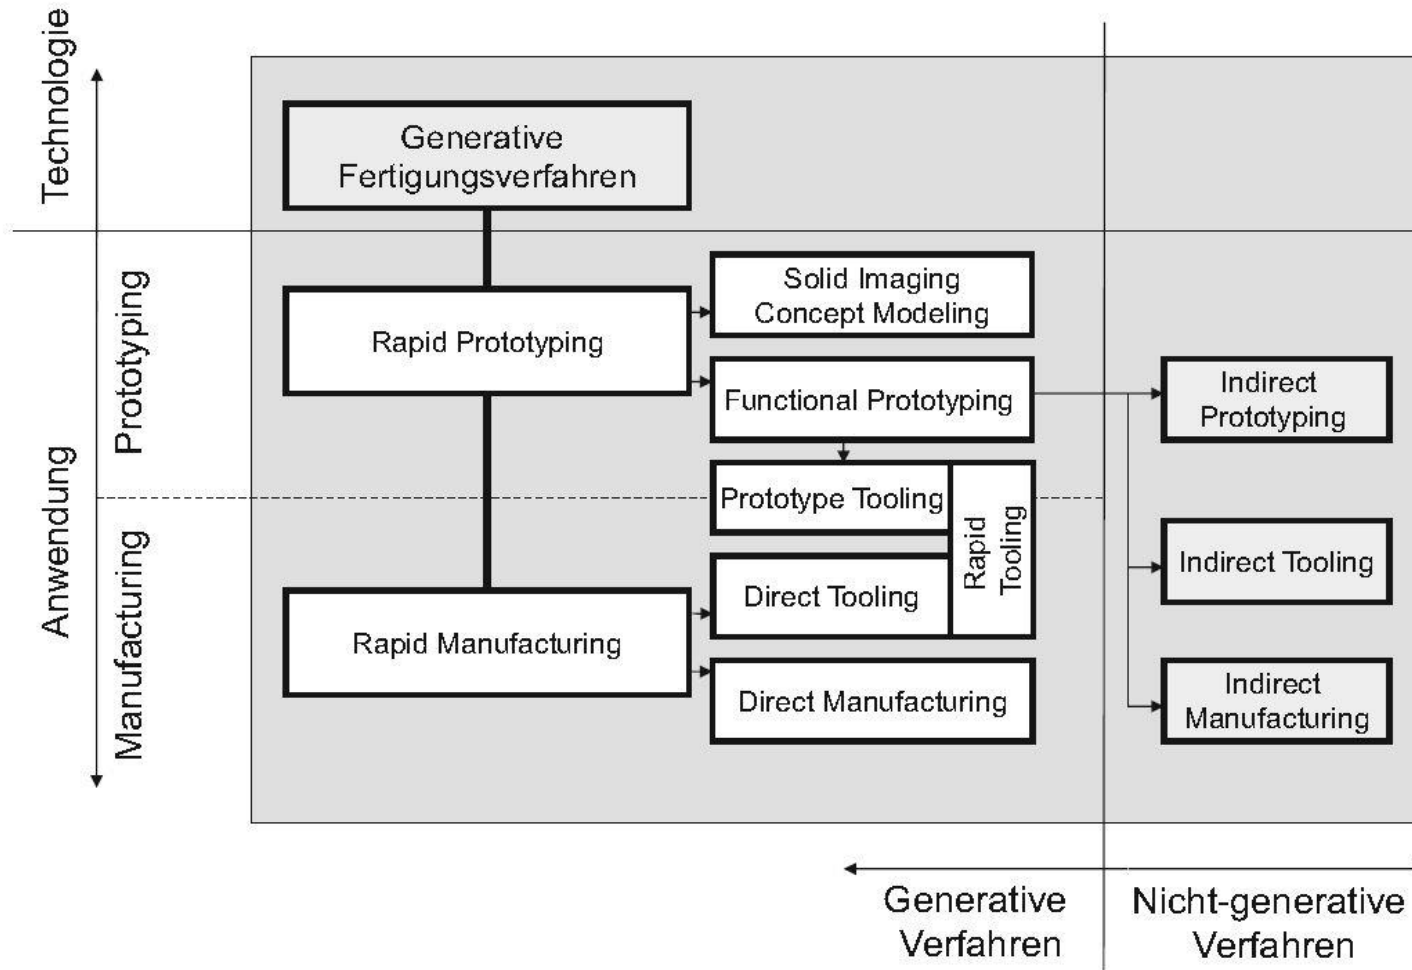 Technologie
Generative
Fertigungsverfahren
Anwendung
Prototyping
Rapid Prototyping
Solid Imaging
Concept Modeling
Functional Prototyping
Indirect
Prototyping
Prototype Tooling
Rapid
Tooling
Manufacturing
Rapid Manufacturing
Direct Tooling
Indirect Tooling
Direct Manufacturing
Indirect
Manufacturing
Generative
Verfahren
Nicht-generative
Verfahren